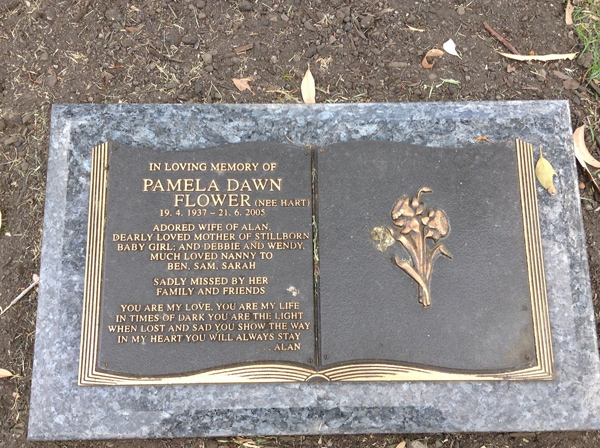 IN LOVING MEMORY OF
PAMELA DAWN
FLOWER (NEE HART)
19. 4. 1937 – 21. 6. 2005
ADORED WIFE OF ALAN,
DEARLY LOVED MOTHER OF STILLBORN
BABY GIRL; AND DEBBIE AND WENDY,
MUCH LOVED NANNY TO
BEN, SAM, SARAH
SADLY MISSED BY HER
FAMILY AND FRIENDS
YOU ARE MY LOVE, YOU ARE MY LIFE
IN TIMES OF DARK YOU ARE THE LIGHT
WHEN LOST AND SAD YOU SHOW THE WAY
IN MY HEART YOU WILL ALWAYS STAY
. ALAN